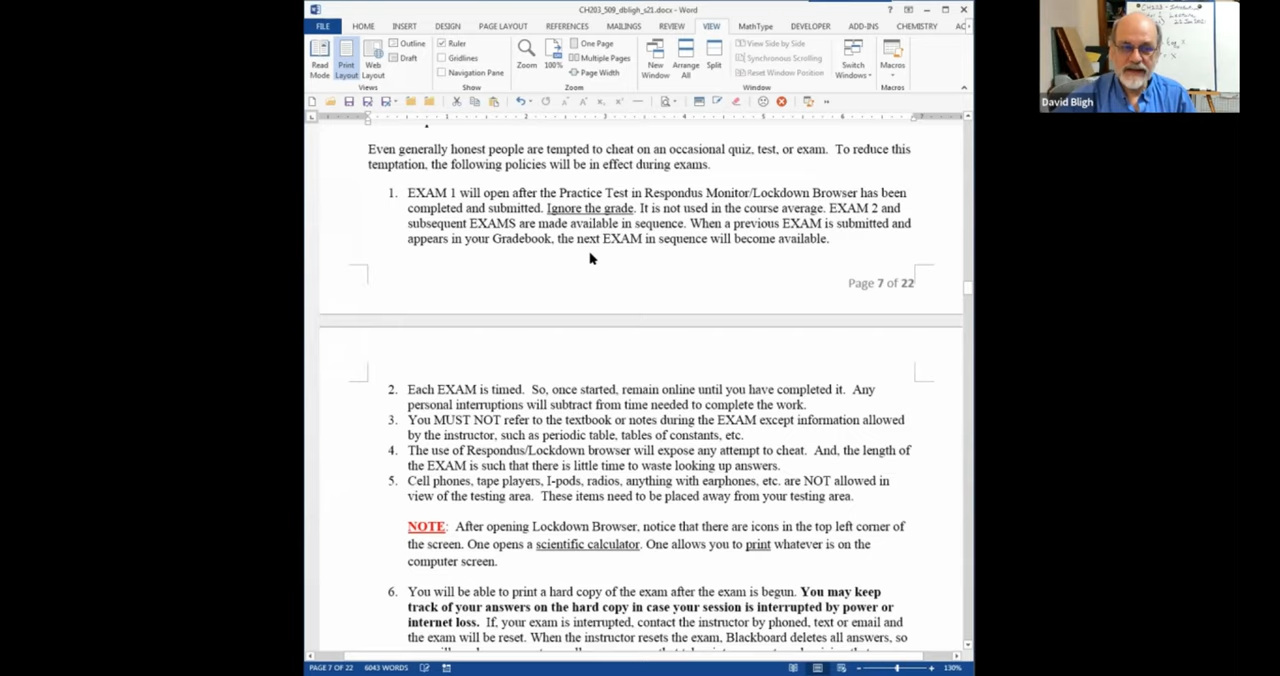 CH203_509_dbligh_s21.docx - Word
FILE HOME INSERT DESIGN PAGE LAYOUT REFERENCES MAILINGS REVIEW VIEW MathType DEVELOPER ADD-INS CHEMISTRY
Read Mode Print Layout Web Layout Outline Draft
Views
Ruler Gridlines Navigation Pane
Show
Zoom 100% One Page Multiple Pages Page Width
Zoom
New Window Arrange All Split View Side by Side Synchronous Scrolling Reset Window Position Switch Windows
Window
Macros
Macros
Even generally honest people are tempted to cheat on an occasional quiz, test, or exam. To reduce this
temptation, the following policies will be in effect during exams.
1. EXAM 1 will open after the Practice Test in Respondus Monitor/Lockdown Browser has been
completed and submitted. Ignore the grade. It is not used in the course average. EXAM 2 and
subsequent EXAMS are made available in sequence. When a previous EXAM is submitted and
appears in your Gradebook, the next EXAM in sequence will become available.
Page 7 of 22
2. Each EXAM is timed. So, once started, remain online until you have completed it. Any
personal interruptions will subtract from time needed to complete the work.
3. You MUST NOT refer to the textbook or notes during the EXAM except information allowed
by the instructor, such as periodic table, tables of constants, etc.
4. The use of Respondus/Lockdown browser will expose any attempt to cheat. And, the length of
the EXAM is such that there is little time to waste looking up answers.
5. Cell phones, tape players, I-pods, radios, anything with earphones, etc. are NOT allowed in
view of the testing area. These items need to be placed away from your testing area.
NOTE: After opening Lockdown Browser, notice that there are icons in the top left corner of
the screen. One opens a scientific calculator. One allows you to print whatever is on the
computer screen.
6. You will be able to print a hard copy of the exam after the exam is begun. You may keep
track of your answers on the hard copy in case your session is interrupted by power or
internet loss. If, your exam is interrupted, contact the instructor by phoned, text or email and
the exam will be reset. When the instructor resets the exam, Blackboard deletes all answers, so
PAGE 7 OF 22 6043 WORDS
130%
David Bligh